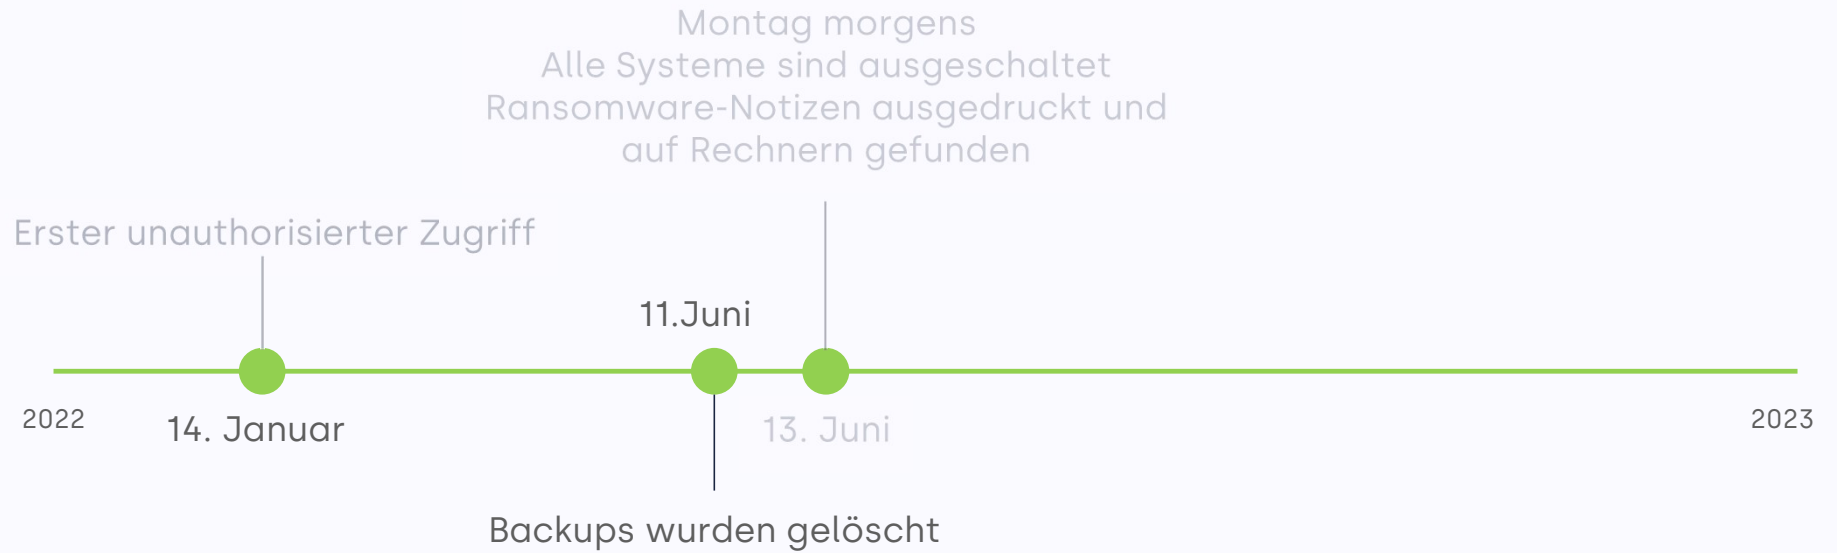 Montag morgens
Alle Systeme sind ausgeschaltet
Ransomware-Notizen ausgedruckt und
auf Rechnern gefunden
Erster unauthorisierter Zugriff
11.Juni
2022
14. Januar
13. Juni
2023
Backups wurden gelöscht